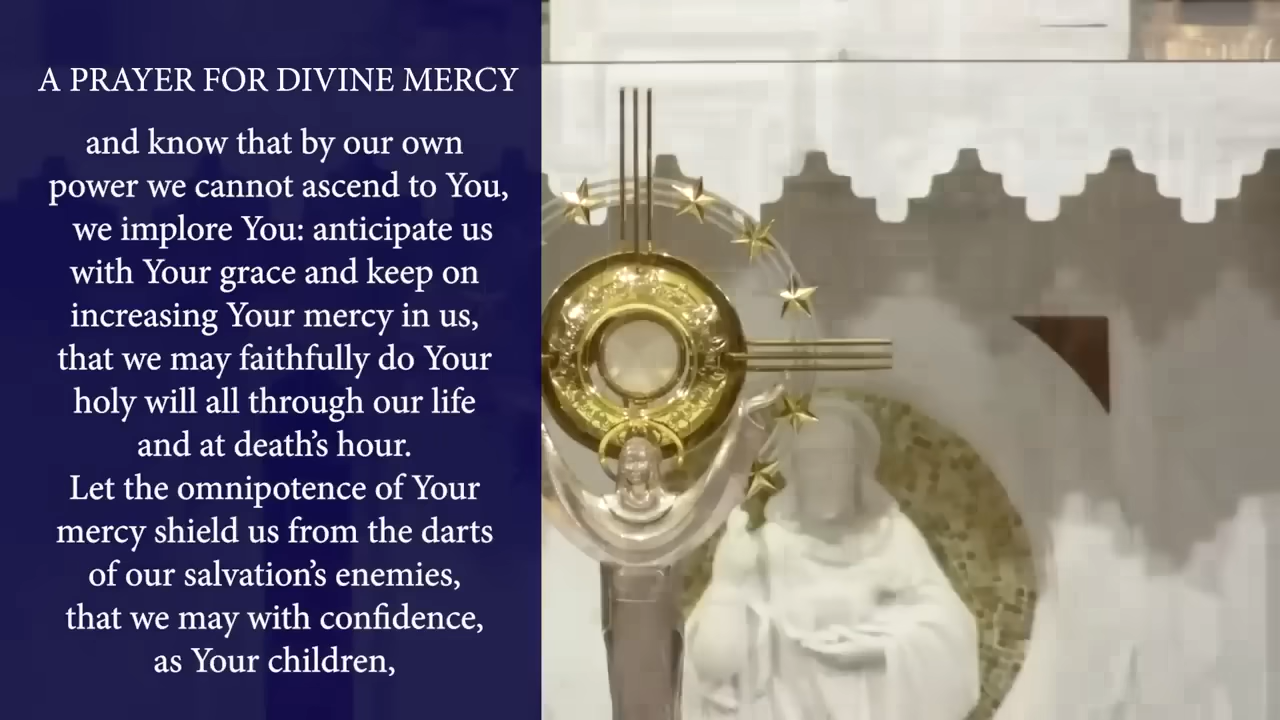 A PRAYER FOR DIVINE MERCY
and know that by our own
power we cannot ascend to You,
we implore You: anticipate us
with Your grace and keep on
increasing Your mercy in us,
that we may faithfully do Your
holy will all through our life
and at death’s hour.
Let the omnipotence of Your
mercy shield us from the darts
of our salvation’s enemies,
that we may with confidence,
as Your children,